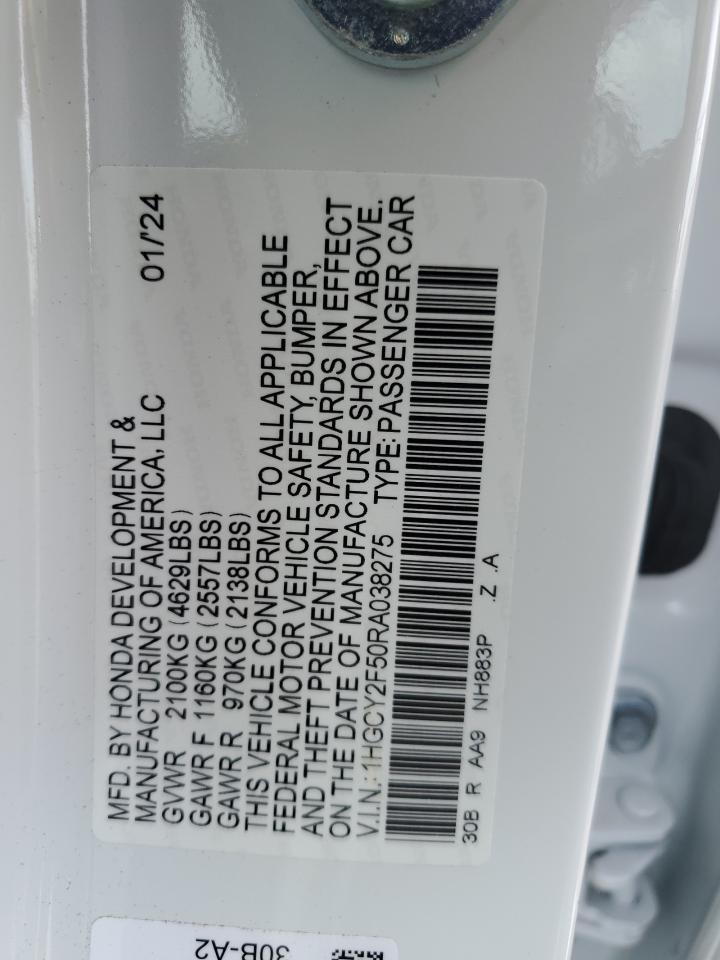 MFD. BY HONDA DEVELOPMENT &
MANUFACTURING OF AMERICA, LLC 01/'24
GVWR 2100KG (4629LBS)
GAWR F 1160KG (2557LBS)
GAWR R 970KG (2138LBS)
THIS VEHICLE CONFORMS TO ALL APPLICABLE
FEDERAL MOTOR VEHICLE SAFETY, BUMPER,
AND THEFT PREVENTION STANDARDS IN EFFECT
ON THE DATE OF MANUFACTURE SHOWN ABOVE.
V.I.N.:1HGCY2F50RA038275 TYPE:PASSENGER CAR
30B R AA9 NH883P .Z .A
30B-A2